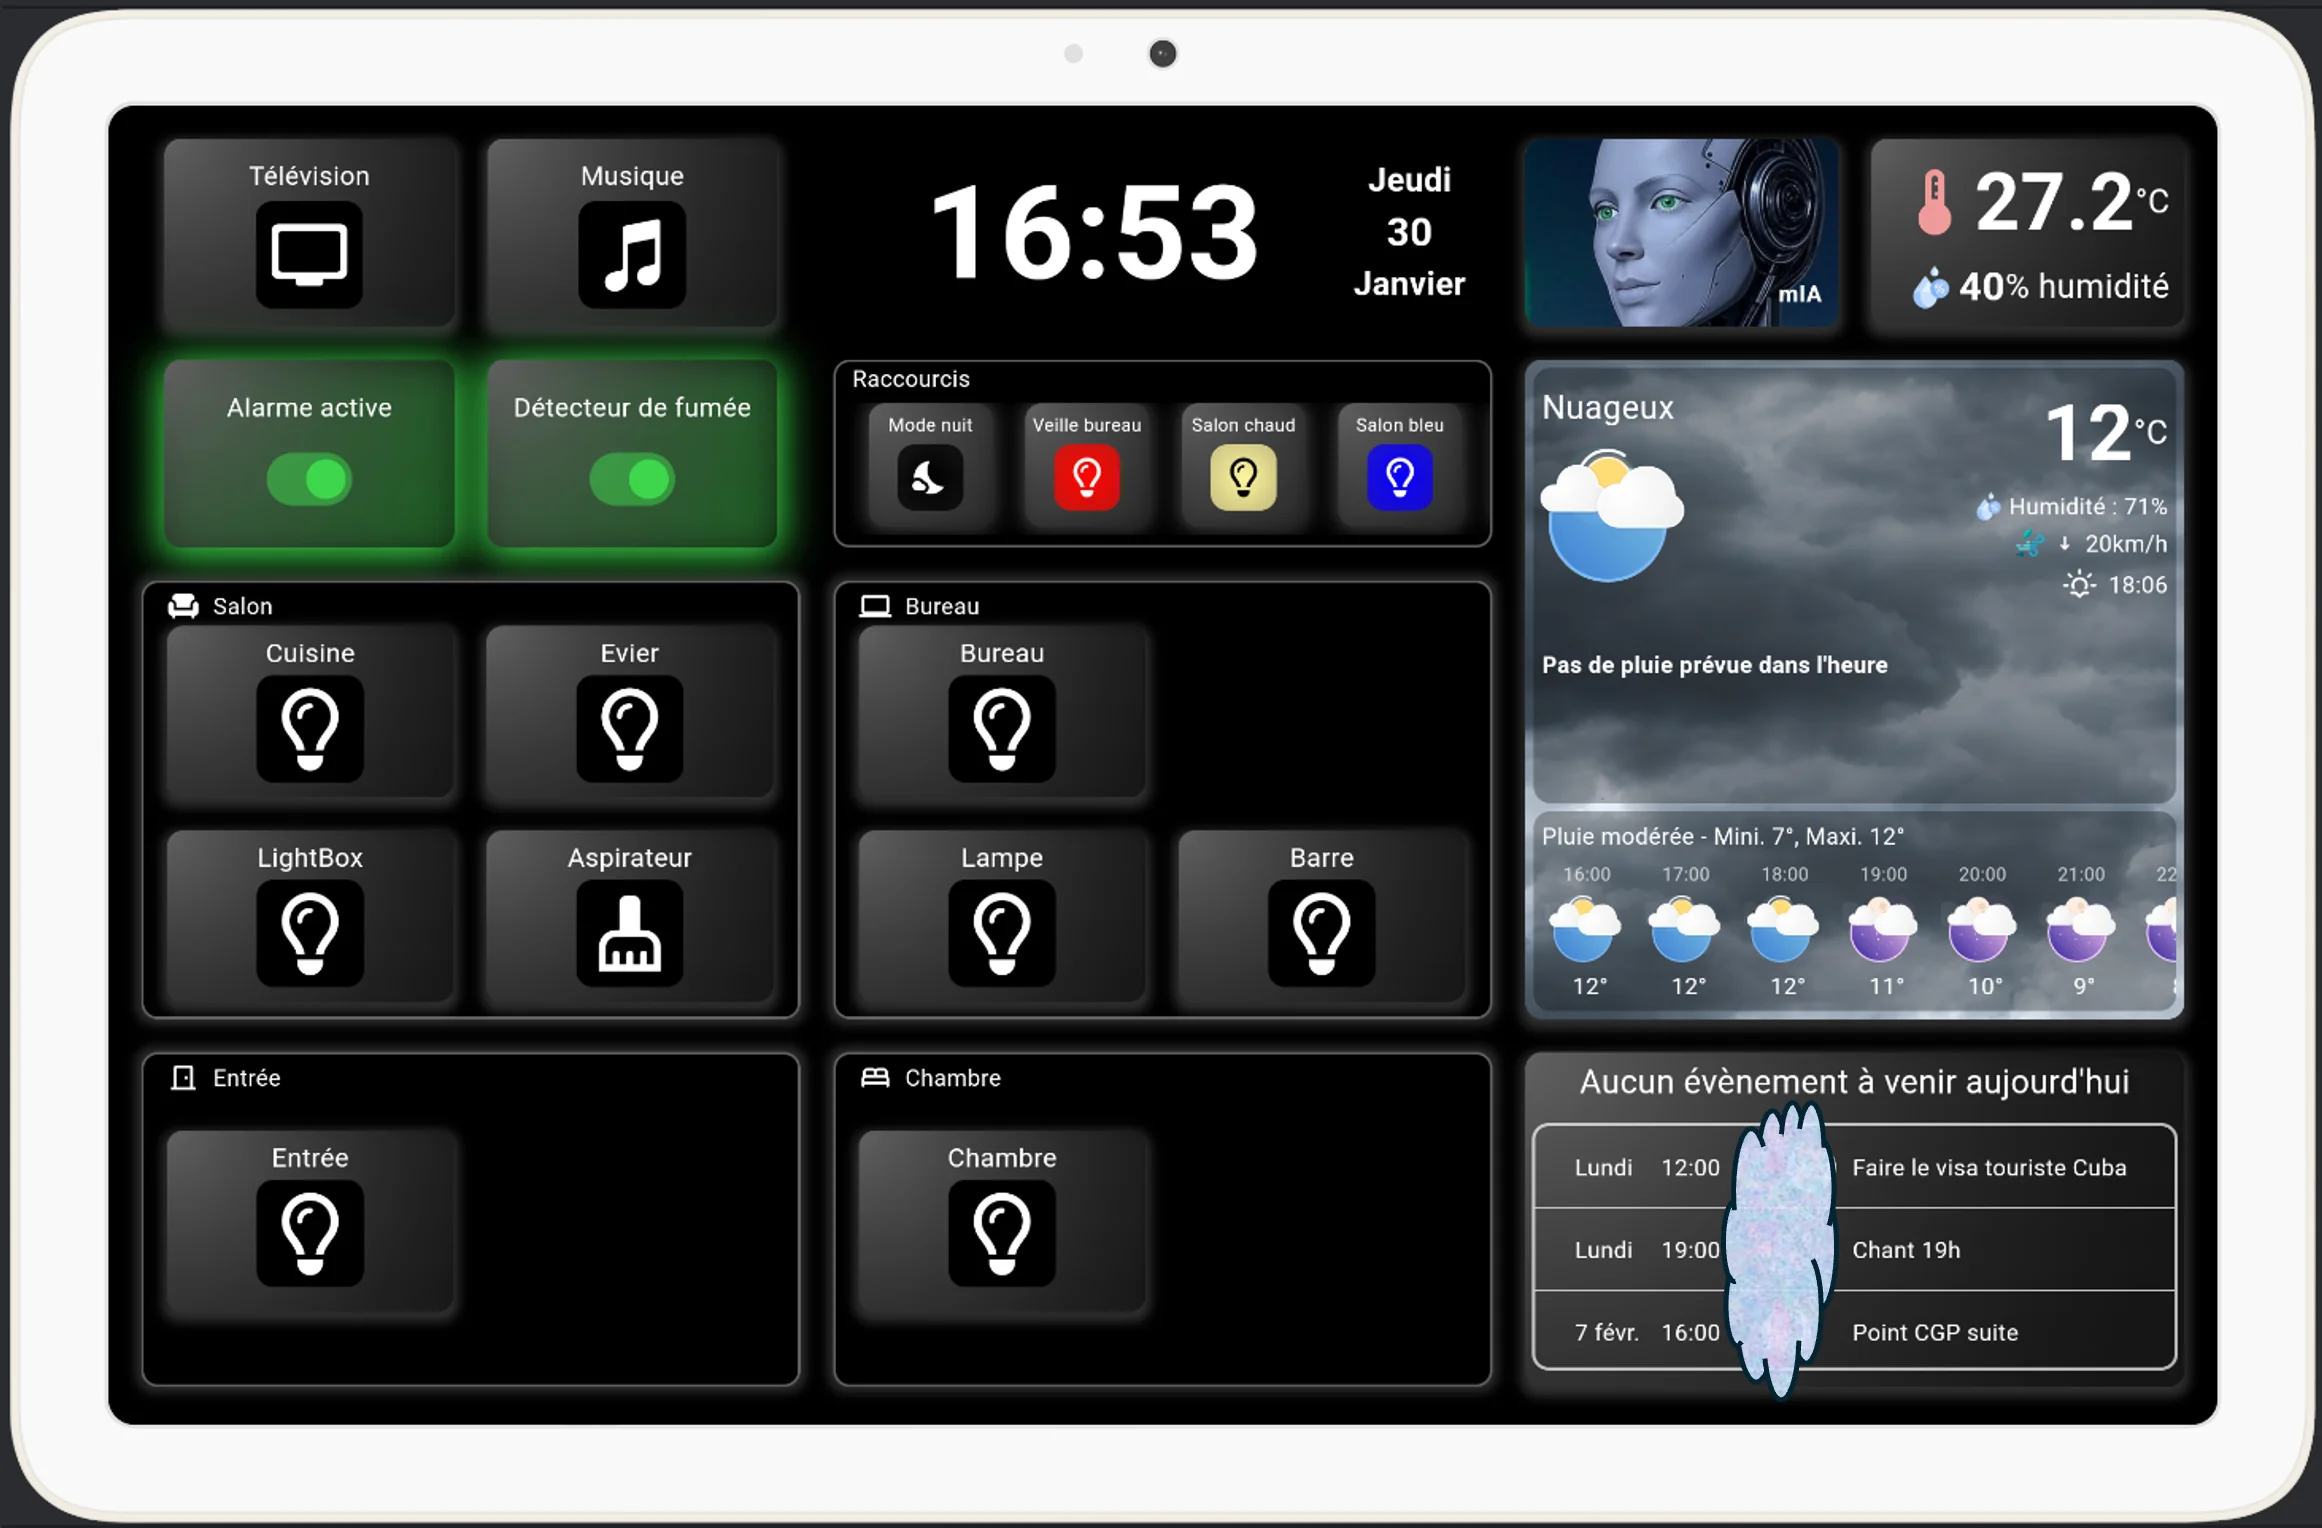 Télévision
Musique
16:53
Jeudi
30
Janvier
mIA
27.2°C
40% humidité
Alarme active
Détecteur de fumée
Raccourcis
Mode nuit
Veille bureau
Salon chaud
Salon bleu
Nuageux
12°C
Humidité : 71%
↓ 20km/h
18:06
Pas de pluie prévue dans l'heure
Salon
Cuisine
Evier
LightBox
Aspirateur
Bureau
Bureau
Lampe
Barre
Pluie modérée - Mini. 7°, Maxi. 12°
16:00 17:00 18:00 19:00 20:00 21:00 22
12° 12° 12° 11° 10° 9°
Entrée
Entrée
Chambre
Chambre
Aucun évènement à venir aujourd'hui
Lundi 12:00 Faire le visa touriste Cuba
Lundi 19:00 Chant 19h
7 févr. 16:00 Point CGP suite